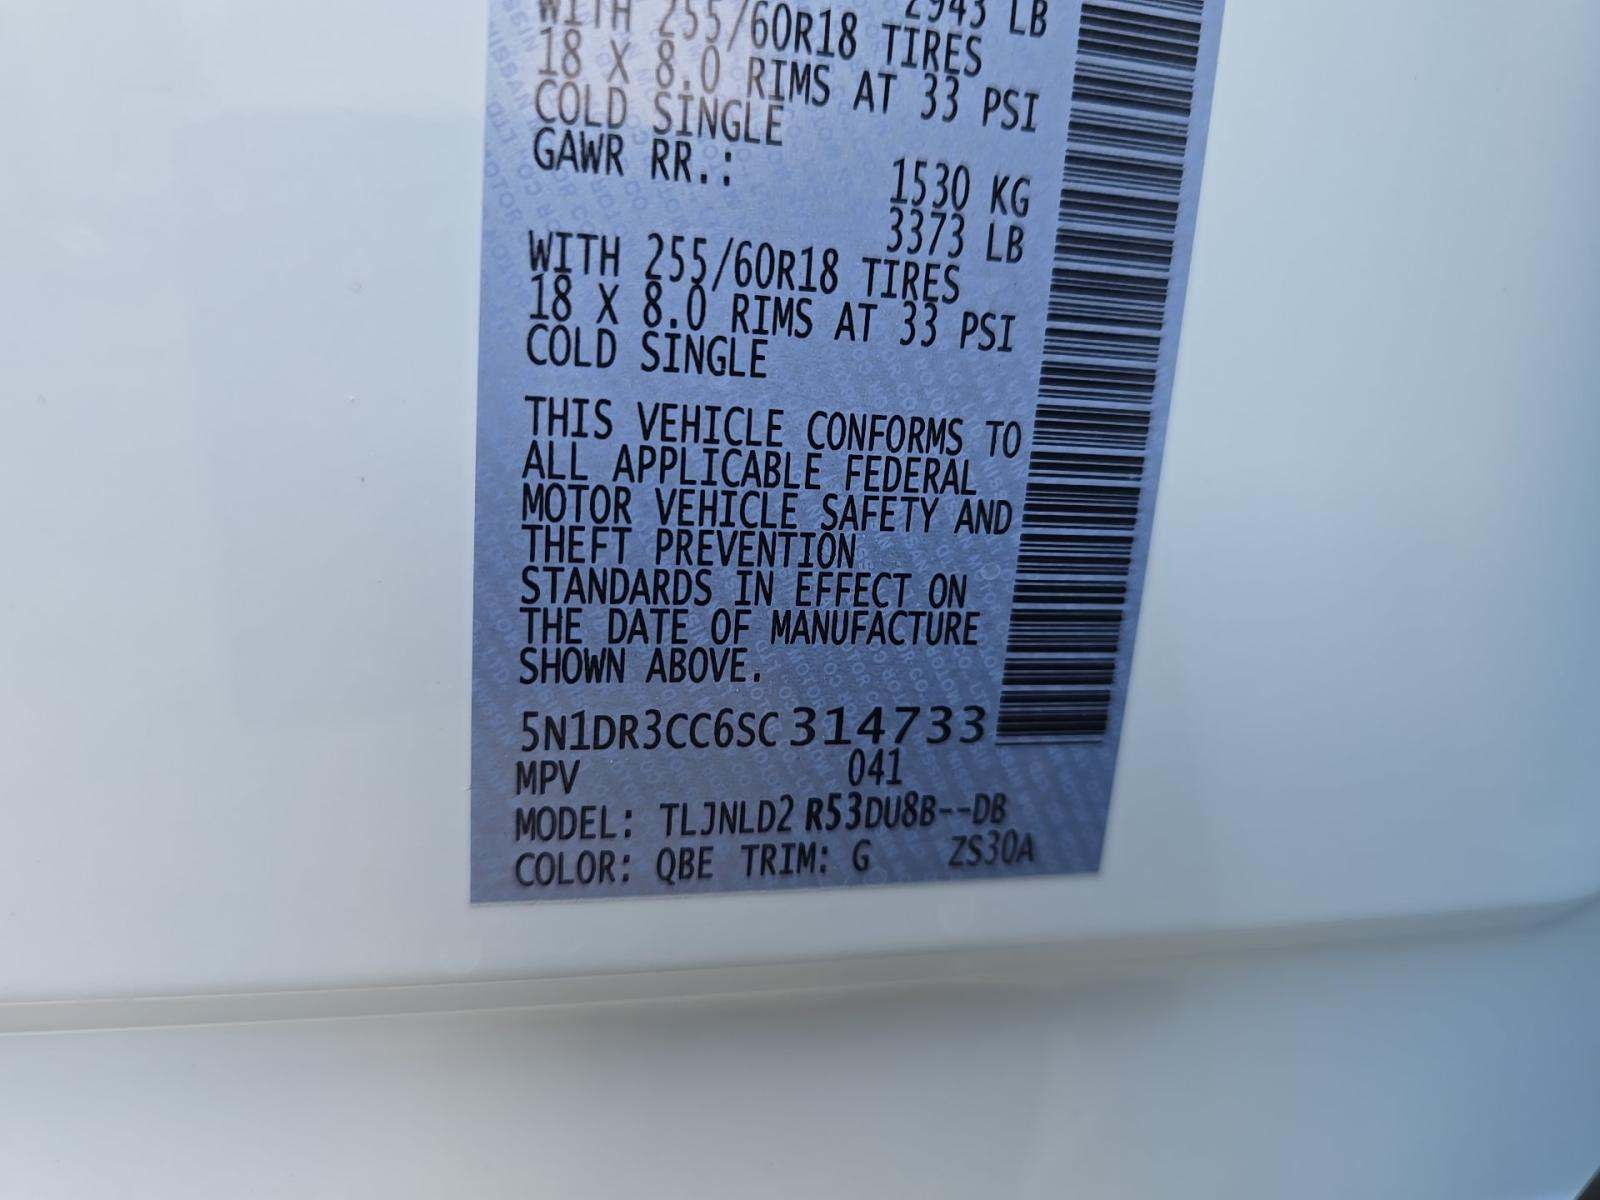 2943 LB
WITH 255/60R18 TIRES
18 X 8.0 RIMS AT 33 PSI
COLD SINGLE
GAWR RR.: 1530 KG
3373 LB
WITH 255/60R18 TIRES
18 X 8.0 RIMS AT 33 PSI
COLD SINGLE
THIS VEHICLE CONFORMS TO
ALL APPLICABLE FEDERAL
MOTOR VEHICLE SAFETY AND
THEFT PREVENTION
STANDARDS IN EFFECT ON
THE DATE OF MANUFACTURE
SHOWN ABOVE.
5N1DR3CC6SC314733
MPV 041
MODEL: TLJNLD2 R53DU8B--DB
COLOR: QBE TRIM: G ZS30A